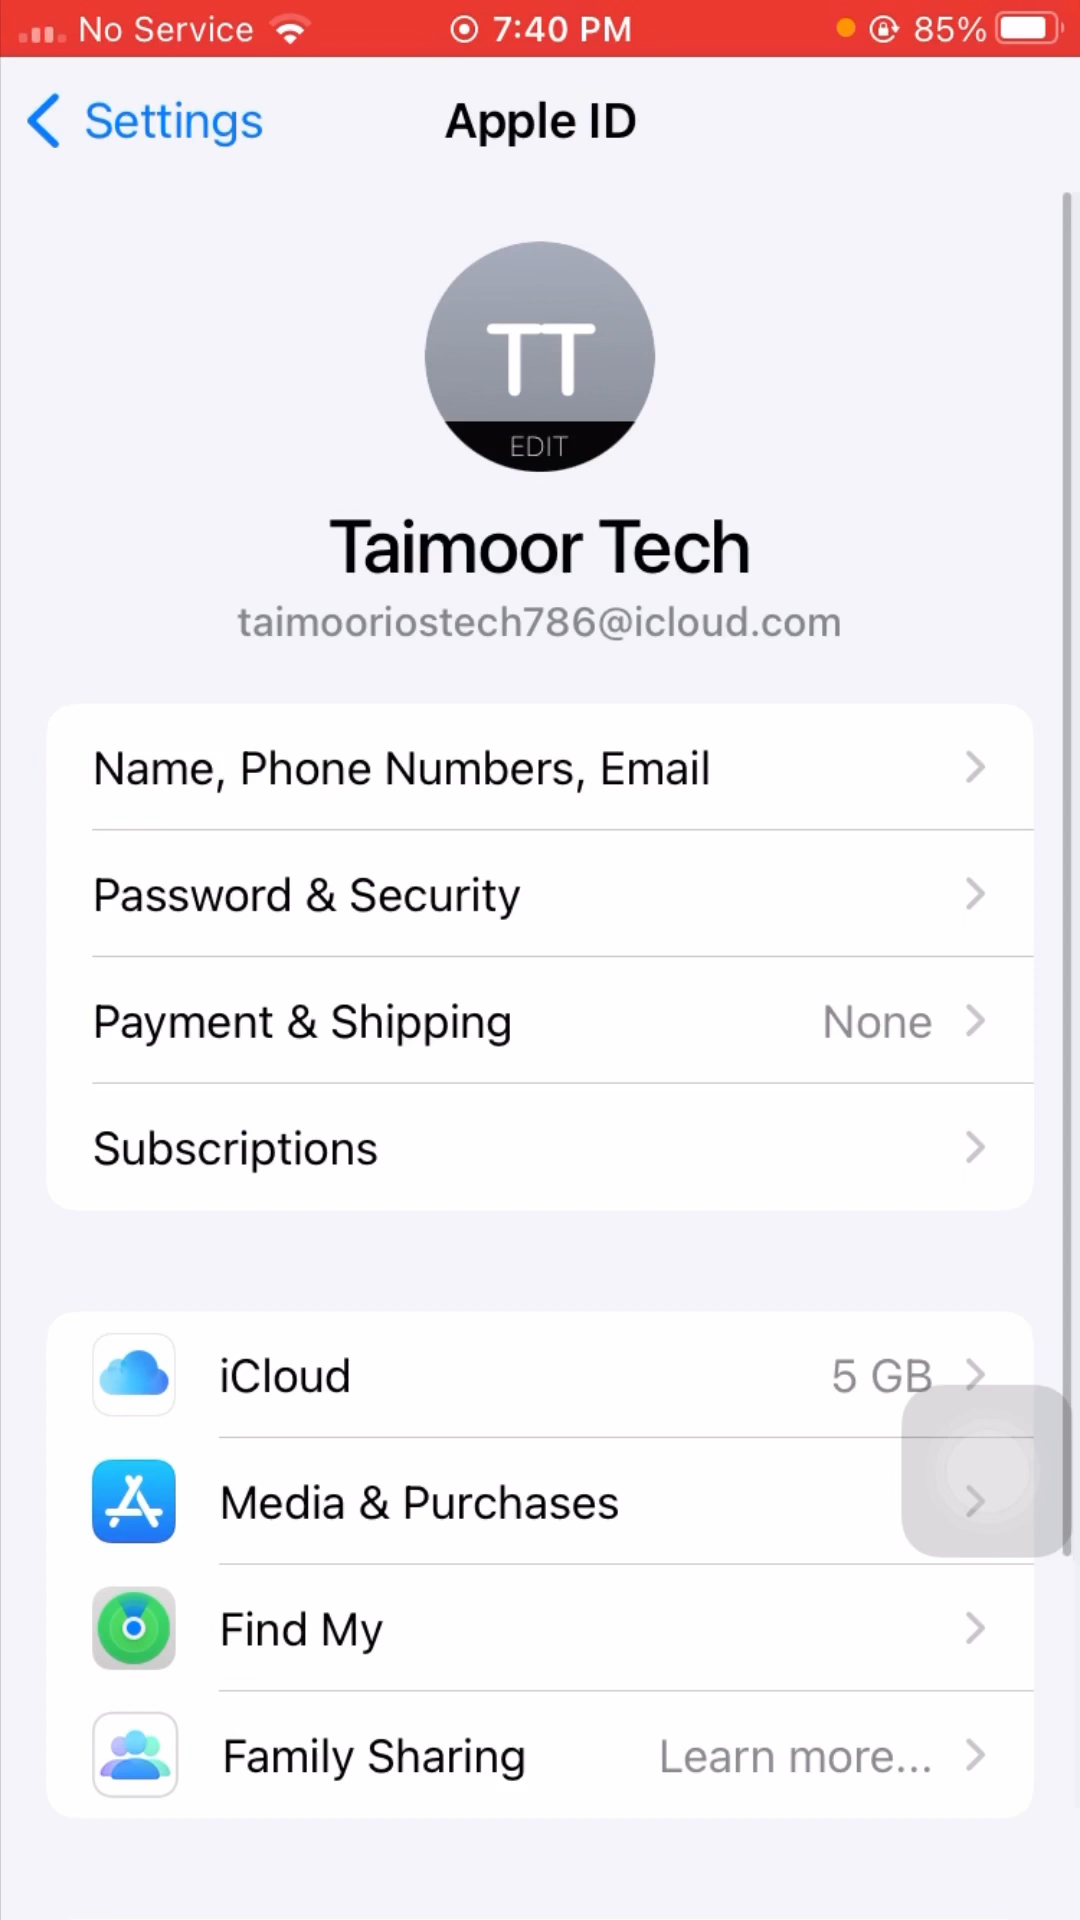 No Service 7:40 PM 85%
Settings Apple ID
TT
EDIT
Taimoor Tech
taimooriostech786@icloud.com
Name, Phone Numbers, Email
Password & Security
Payment & Shipping None
Subscriptions
iCloud 5 GB
Media & Purchases
Find My
Family Sharing Learn more...